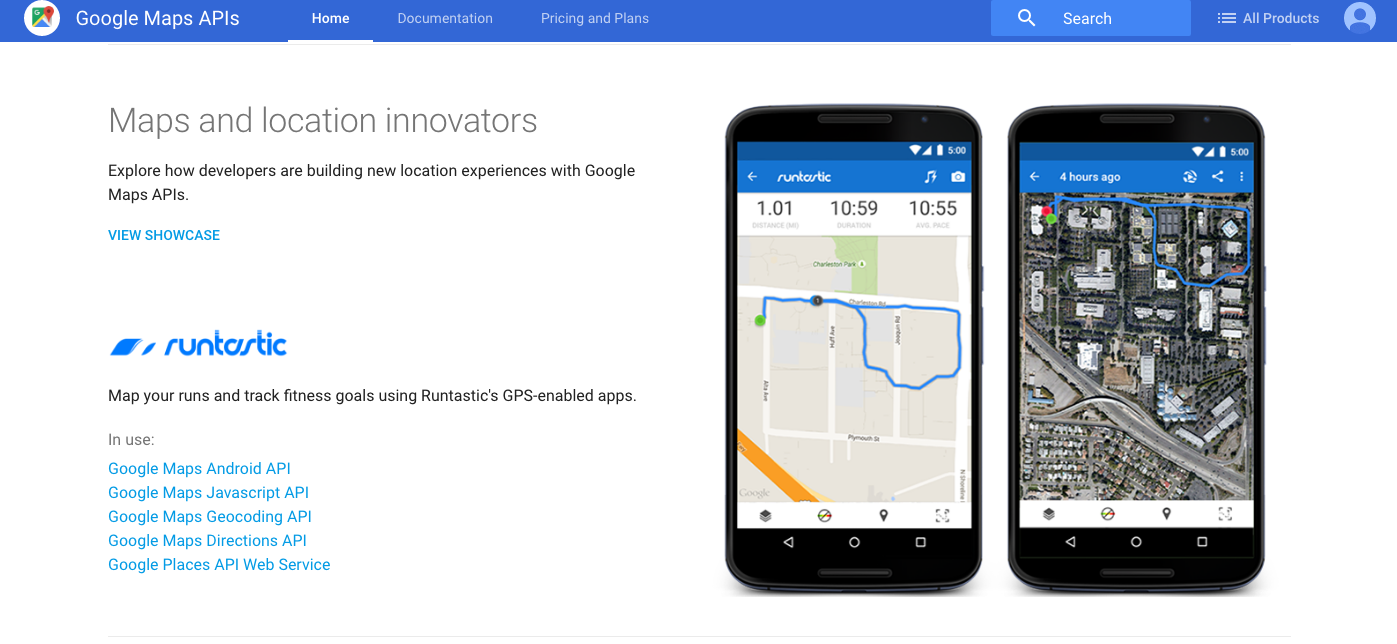 Google Maps APIs
Home
Documentation
Pricing and Plans
Search
All Products
Maps and location innovators
Explore how developers are building new location experiences with Google
Maps APIs.
VIEW SHOWCASE
runtastic
Map your runs and track fitness goals using Runtastic's GPS-enabled apps.
In use:
Google Maps Android API
Google Maps Javascript API
Google Maps Geocoding API
Google Maps Directions API
Google Places API Web Service
5:00
runtastic
1.01
10:59
10:55
DISTANCE (MI)
DURATION
AVG. PACE
Charleston Park
Charleston Rd
Huff Ave
Joaquin Rd
Alta Ave
Plymouth St
N Shoreline
Google
5:00
4 hours ago